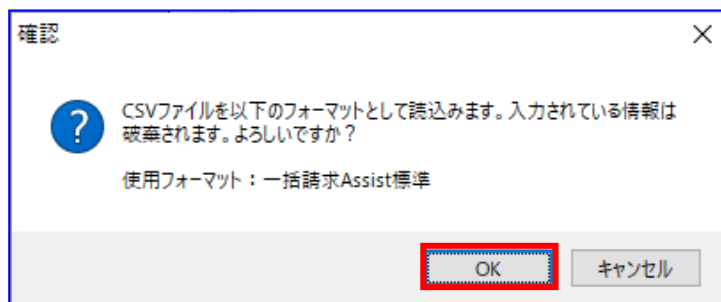 確認
CSVファイルを以下のフォーマットとして読込みます。入力されている情報は
破棄されます。よろしいですか？
使用フォーマット：一括請求Assist標準
OK
キャンセル